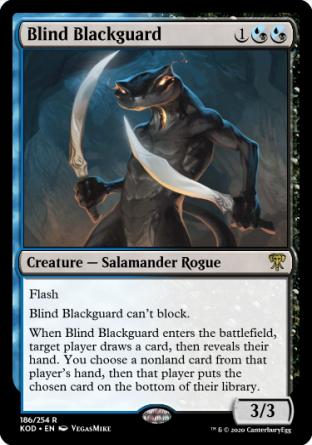 Blind Blackguard 1
Creature — Salamander Rogue
Flash
Blind Blackguard can't block.
When Blind Blackguard enters the battlefield,
target player draws a card, then reveals their
hand. You choose a nonland card from that
player's hand, then that player puts the
chosen card on the bottom of their library.
3/3
186/254 R
KOD • EN VEGASMIKE
™ & © 2020 CanterburyEgg